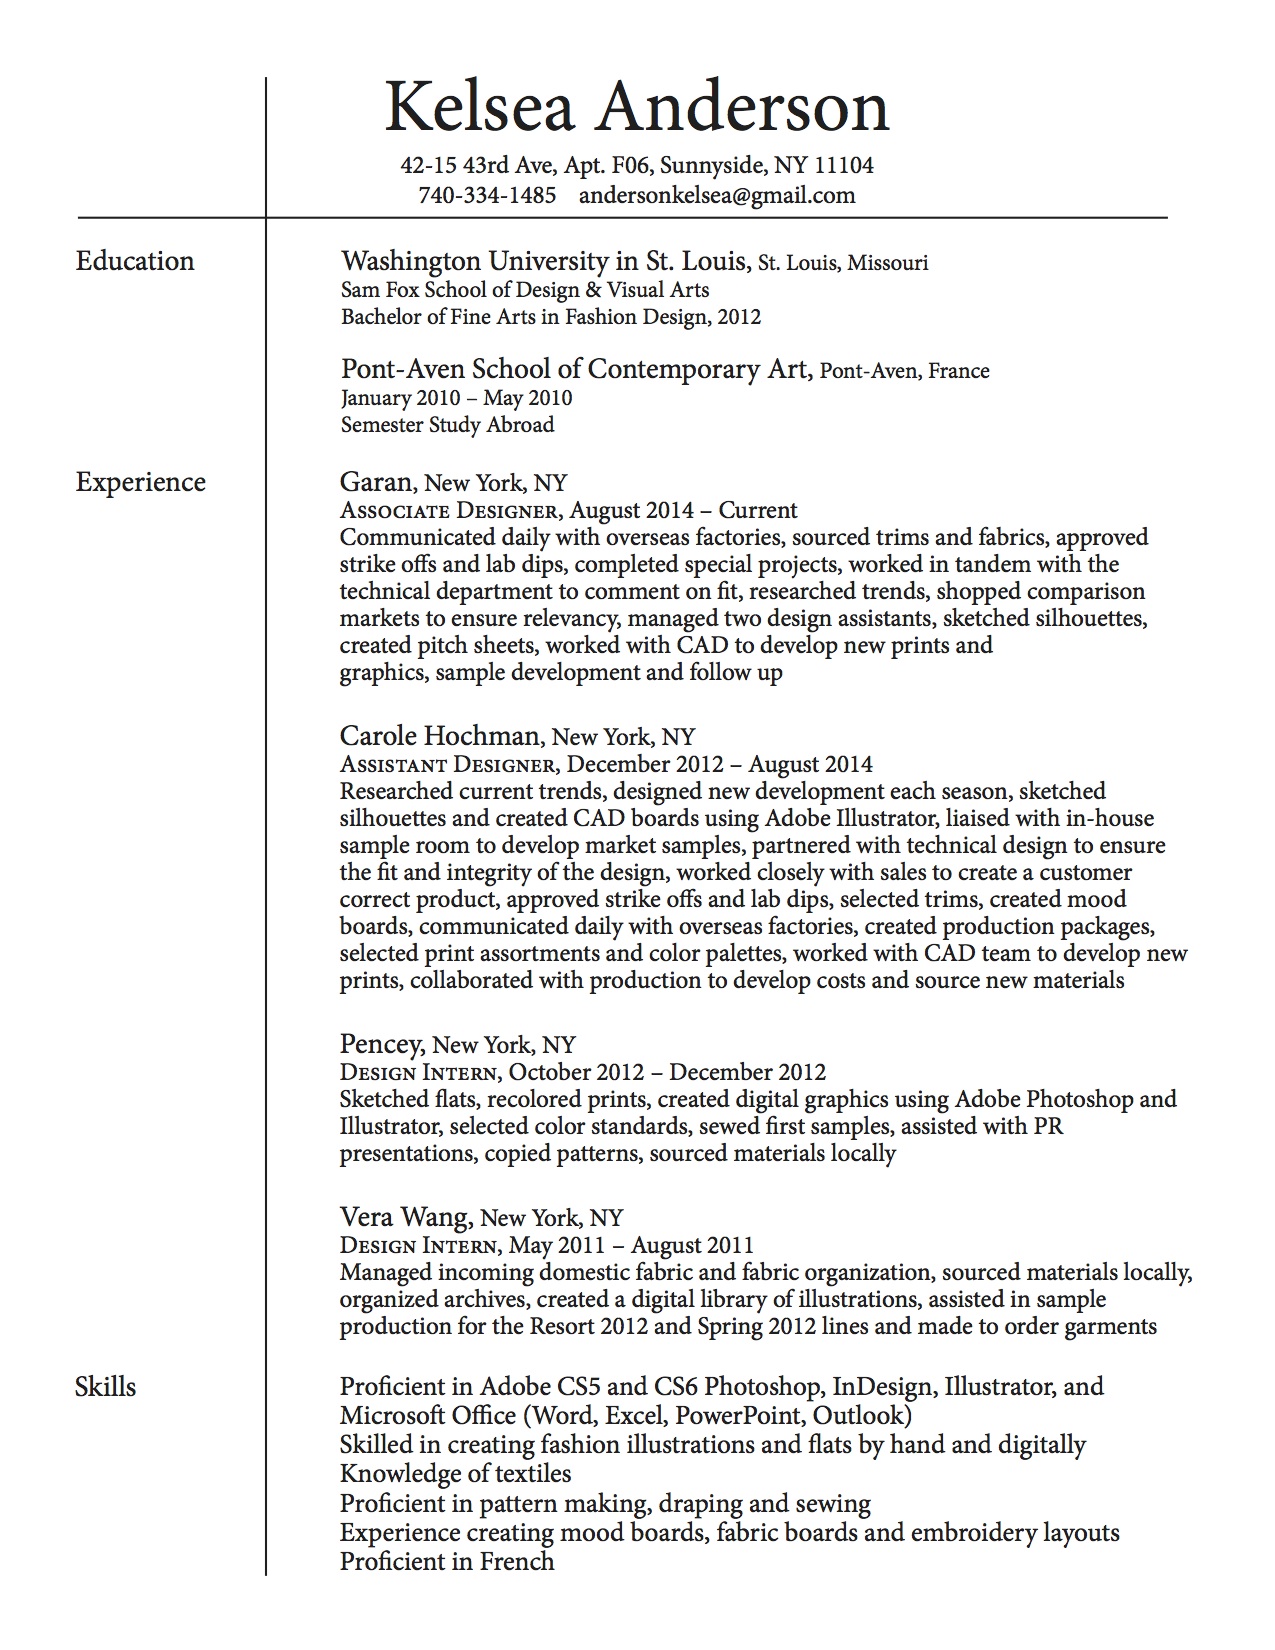 Kelsea Anderson
42-15 43rd Ave, Apt. F06, Sunnyside, NY 11104
740-334-1485 andersonkelsea@gmail.com
Education
Washington University in St. Louis, St. Louis, Missouri
Sam Fox School of Design & Visual Arts
Bachelor of Fine Arts in Fashion Design, 2012
Pont-Aven School of Contemporary Art, Pont-Aven, France
January 2010 – May 2010
Semester Study Abroad
Experience
Garan, New York, NY
Associate Designer, August 2014 – Current
Communicated daily with overseas factories, sourced trims and fabrics, approved
strike offs and lab dips, completed special projects, worked in tandem with the
technical department to comment on fit, researched trends, shopped comparison
markets to ensure relevancy, managed two design assistants, sketched silhouettes,
created pitch sheets, worked with CAD to develop new prints and
graphics, sample development and follow up
Carole Hochman, New York, NY
Assistant Designer, December 2012 – August 2014
Researched current trends, designed new development each season, sketched
silhouettes and created CAD boards using Adobe Illustrator, liaised with in-house
sample room to develop market samples, partnered with technical design to ensure
the fit and integrity of the design, worked closely with sales to create a customer
correct product, approved strike offs and lab dips, selected trims, created mood
boards, communicated daily with overseas factories, created production packages,
selected print assortments and color palettes, worked with CAD team to develop new
prints, collaborated with production to develop costs and source new materials
Pencey, New York, NY
Design Intern, October 2012 – December 2012
Sketched flats, recolored prints, created digital graphics using Adobe Photoshop and
Illustrator, selected color standards, sewed first samples, assisted with PR
presentations, copied patterns, sourced materials locally
Vera Wang, New York, NY
Design Intern, May 2011 – August 2011
Managed incoming domestic fabric and fabric organization, sourced materials locally,
organized archives, created a digital library of illustrations, assisted in sample
production for the Resort 2012 and Spring 2012 lines and made to order garments
Skills
Proficient in Adobe CS5 and CS6 Photoshop, InDesign, Illustrator, and
Microsoft Office (Word, Excel, PowerPoint, Outlook)
Skilled in creating fashion illustrations and flats by hand and digitally
Knowledge of textiles
Proficient in pattern making, draping and sewing
Experience creating mood boards, fabric boards and embroidery layouts
Proficient in French